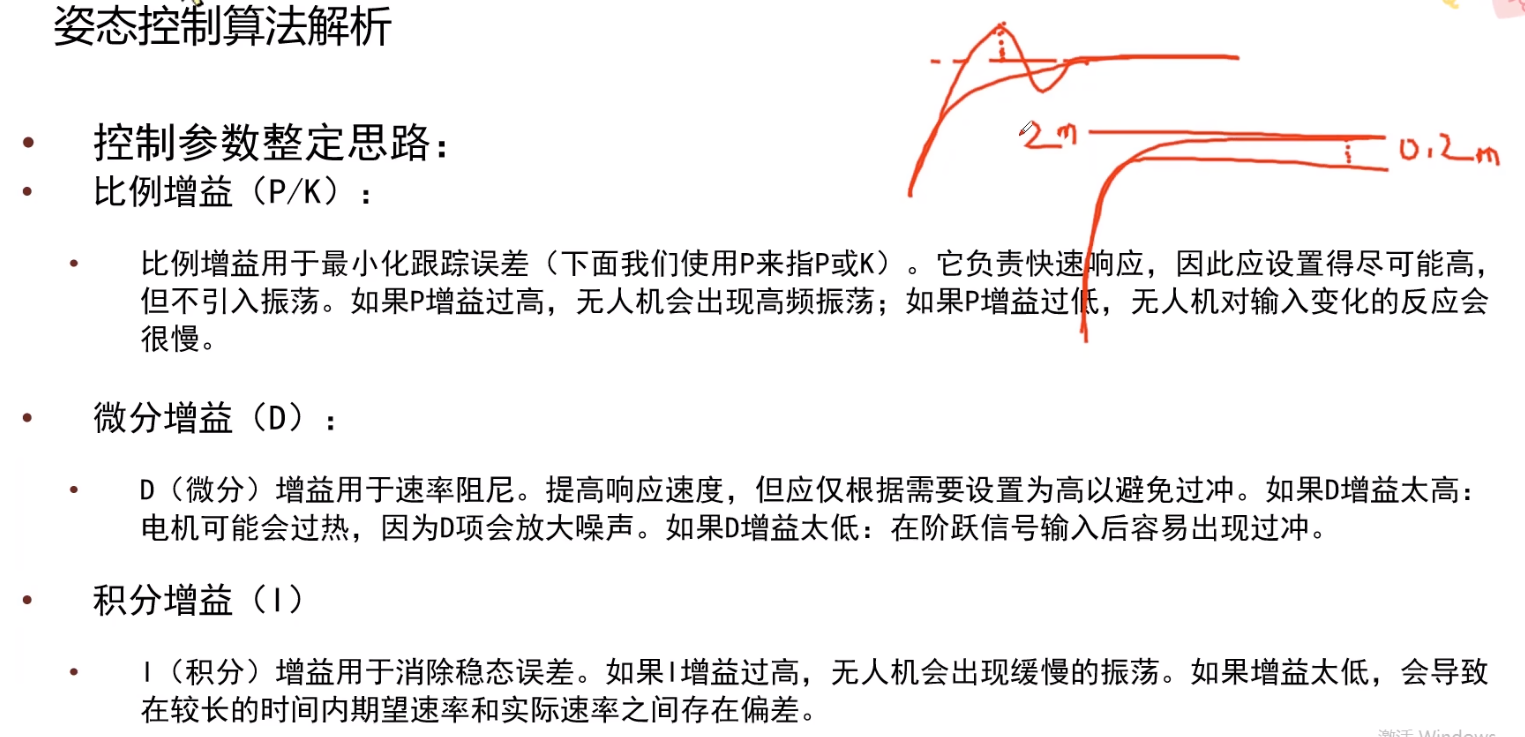 姿态控制算法解析
• 控制参数整定思路：
• 比例增益（P/K）：
2m
0.2m
• 比例增益用于最小化跟踪误差（下面我们使用P来指P或K）。它负责快速响应，因此应设置得尽可能高，
但不引入振荡。如果P增益过高，无人机会出现高频振荡；如果P增益过低，无人机对输入变化的反应会
很慢。
• 微分增益（D）：
• D（微分）增益用于速率阻尼。提高响应速度，但应仅根据需要设置为高以避免过冲。如果D增益太高：
电机可能会过热，因为D项会放大噪声。如果D增益太低：在阶跃信号输入后容易出现过冲。
• 积分增益（I）
• I（积分）增益用于消除稳态误差。如果I增益过高，无人机会出现缓慢的振荡。如果增益太低，会导致
在较长的时间内期望速率和实际速率之间存在偏差。
激活 Windows